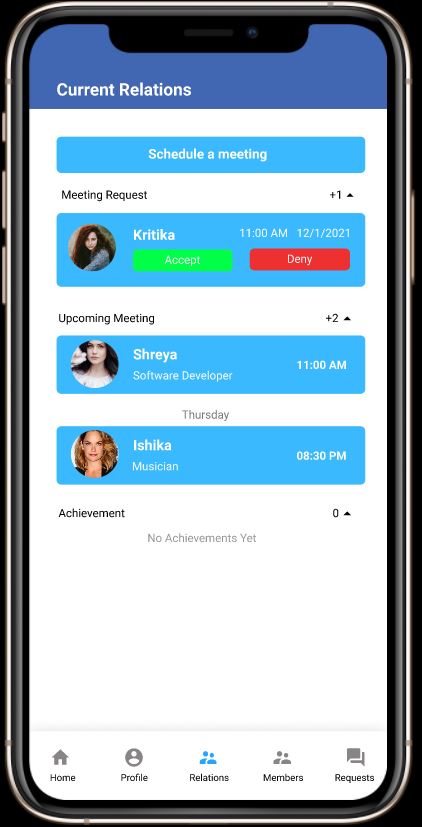 Current Relations
Schedule a meeting
Meeting Request +1
Kritika 11:00 AM 12/1/2021
Accept Deny
Upcoming Meeting +2
Shreya
Software Developer 11:00 AM
Thursday
Ishika
Musician 08:30 PM
Achievement 0
No Achievements Yet
Home Profile Relations Members Requests